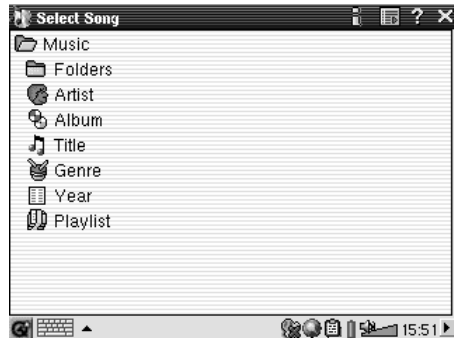 Select Song ?
Music
Folders
Artist
Album
Title
Genre
Year
Playlist
15:51